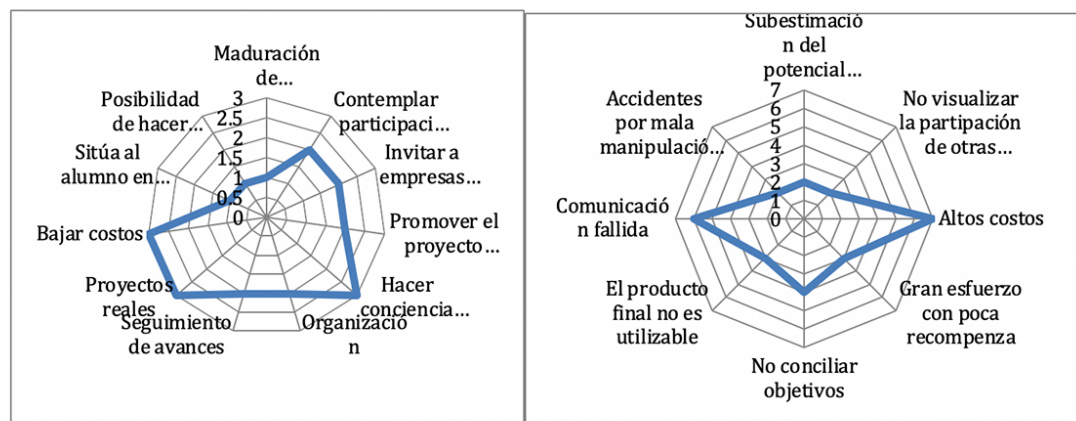 Maduración
de...
3
2.5
2
1.5
1
0.5
0
Contemplar
participaci...
Invitar a
empresas...
Promover el
proyecto...
Hacer
conciencia...
Organizació
n
Seguimiento
de avances
Proyectos
reales
Bajar costos
Sitúa al
alumno en...
Posibilidad
de hacer...
Subestimació
n del
potencial...
7
6
5
4
3
2
1
0
No visualizar
la partipación
de otras...
Altos costos
Gran esfuerzo
con poca
recompenza
No conciliar
objetivos
El producto
final no es
utilizable
Comunicació
n fallida
Accidentes
por mala
manipulació...